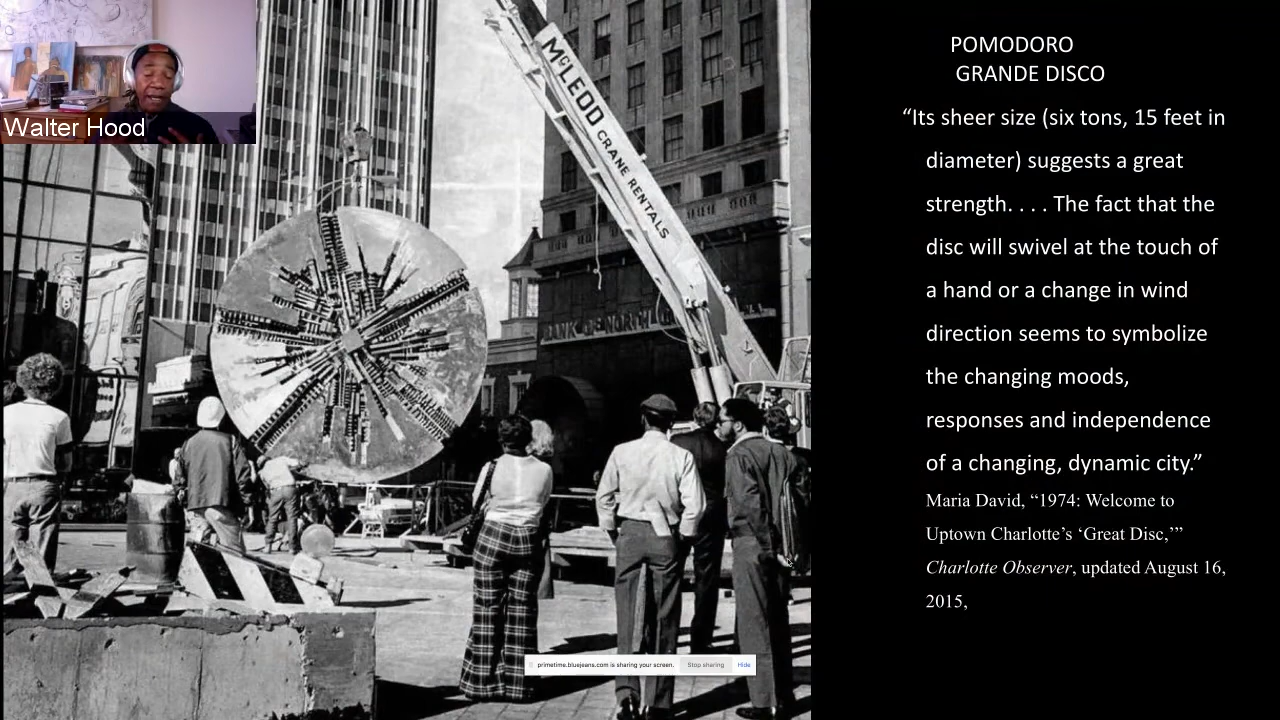 Walter Hood
McLEOD CRANE RENTALS
BANK OF NORTH
POMODORO
GRANDE DISCO
“Its sheer size (six tons, 15 feet in
diameter) suggests a great
strength. . . . The fact that the
disc will swivel at the touch of
a hand or a change in wind
direction seems to symbolize
the changing moods,
responses and independence
of a changing, dynamic city.”
Maria David, “1974: Welcome to
Uptown Charlotte’s ‘Great Disc,’”
Charlotte Observer, updated August 16,
2015,
primetime.bluejeans.com is sharing your screen.
Stop sharing
Hide